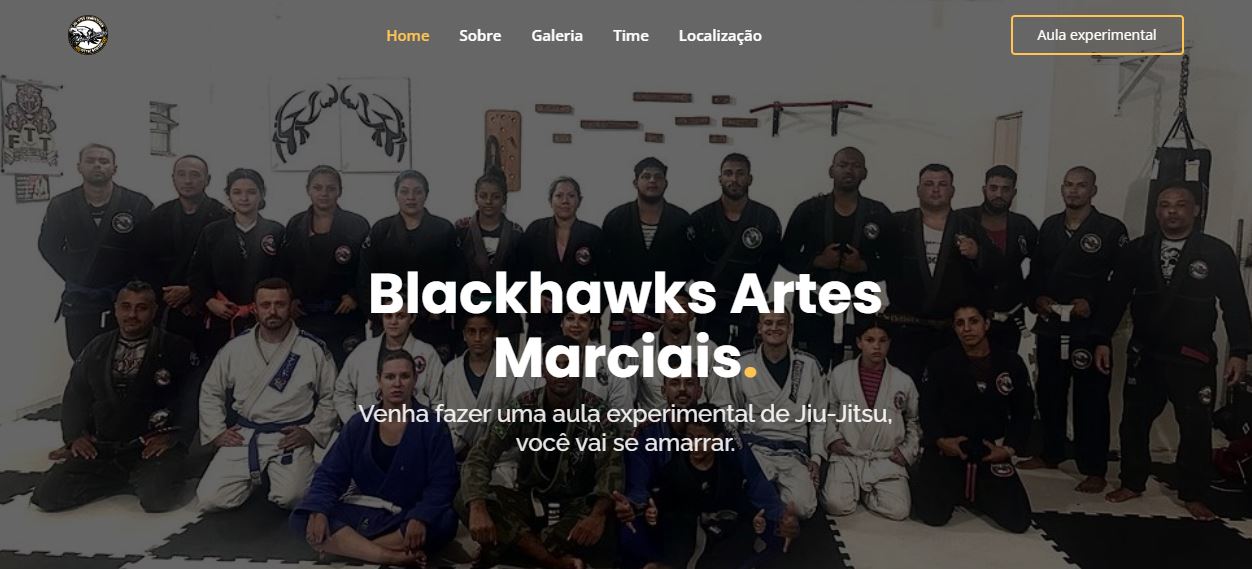 Home Sobre Galeria Time Localização Aula experimental
FTT
Blackhawks Artes
Marciais.
Venha fazer uma aula experimental de Jiu-Jitsu,
você vai se amarrar.